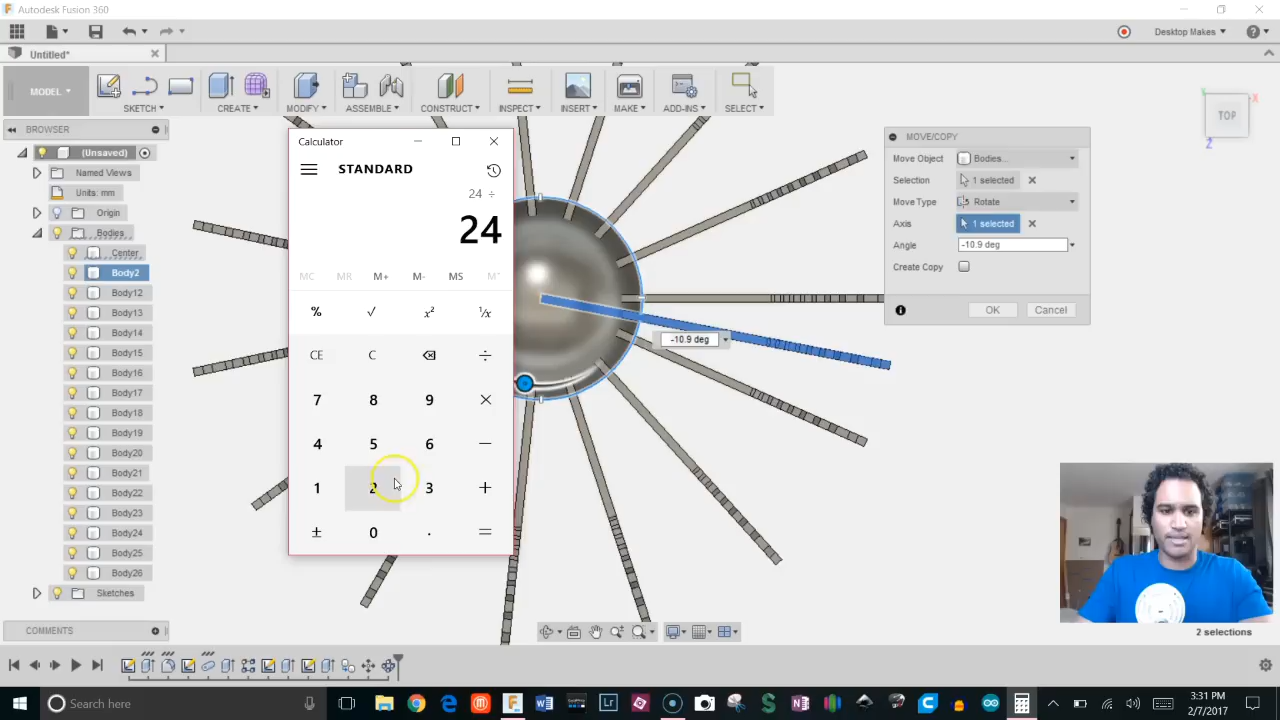 Autodesk Fusion 360
Desktop Makes
Untitled*
MODEL
SKETCH
CREATE
MODIFY
ASSEMBLE
CONSTRUCT
INSPECT
INSERT
MAKE
ADD-INS
SELECT
BROWSER
(Unsaved)
Named Views
Units: mm
Origin
Bodies
Center
Body2
Body12
Body13
Body14
Body15
Body16
Body17
Body18
Body19
Body20
Body21
Body22
Body23
Body24
Body25
Body26
Sketches
COMMENTS
Calculator
STANDARD
24 ÷
24
MC MR M+ M- MS M˅
% √ x² ¹/x
CE C ÷
7 8 9 ×
4 5 6 −
1 2 3 +
± 0 . =
TOP
X
Y
Z
MOVE/COPY
Move Object Bodies...
Selection 1 selected
Move Type Rotate
Axis 1 selected
Angle -10.9 deg
Create Copy
OK Cancel
-10.9 deg
2 selections
Search here
3:31 PM
2/7/2017